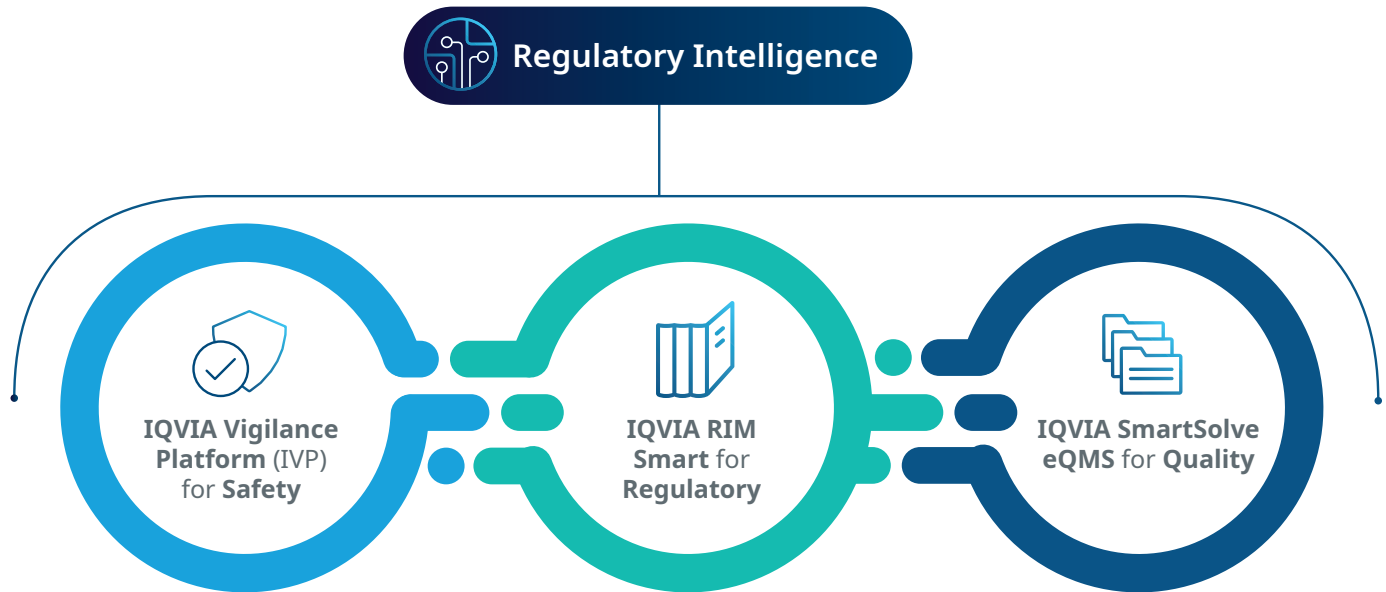 Regulatory Intelligence
IQVIA Vigilance
Platform (IVP)
for Safety
IQVIA RIM
Smart for
Regulatory
IQVIA SmartSolve
eQMS for Quality